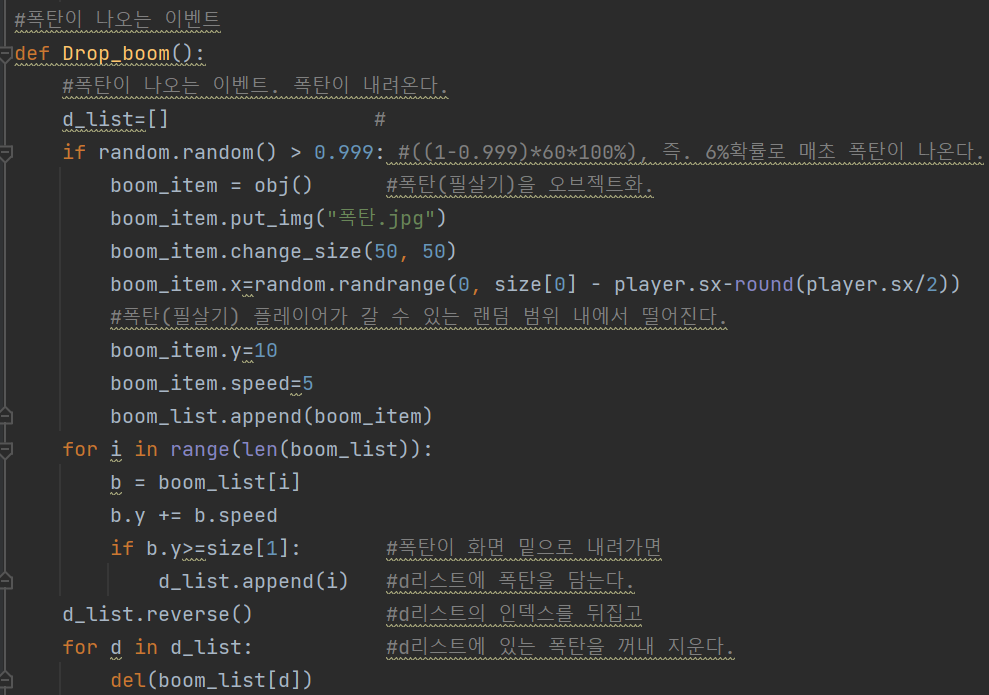 #폭탄이 나오는 이벤트
def Drop_boom():
    #폭탄이 나오는 이벤트. 폭탄이 내려온다.
    d_list=[]                 #
    if random.random() > 0.999: #((1-0.999)*60*100%), 즉. 6%확률로 매초 폭탄이 나온다.
        boom_item = obj()      #폭탄(필살기)을 오브젝트화.
        boom_item.put_img("폭탄.jpg")
        boom_item.change_size(50, 50)
        boom_item.x=random.randrange(0, size[0] - player.sx-round(player.sx/2))
        #폭탄(필살기) 플레이어가 갈 수 있는 랜덤 범위 내에서 떨어진다.
        boom_item.y=10
        boom_item.speed=5
        boom_list.append(boom_item)
    for i in range(len(boom_list)):
        b = boom_list[i]
        b.y += b.speed
        if b.y>=size[1]:       #폭탄이 화면 밑으로 내려가면
            d_list.append(i)   #d리스트에 폭탄을 담는다.
    d_list.reverse()           #d리스트의 인덱스를 뒤집고
    for d in d_list:           #d리스트에 있는 폭탄을 꺼내 지운다.
        del(boom_list[d])